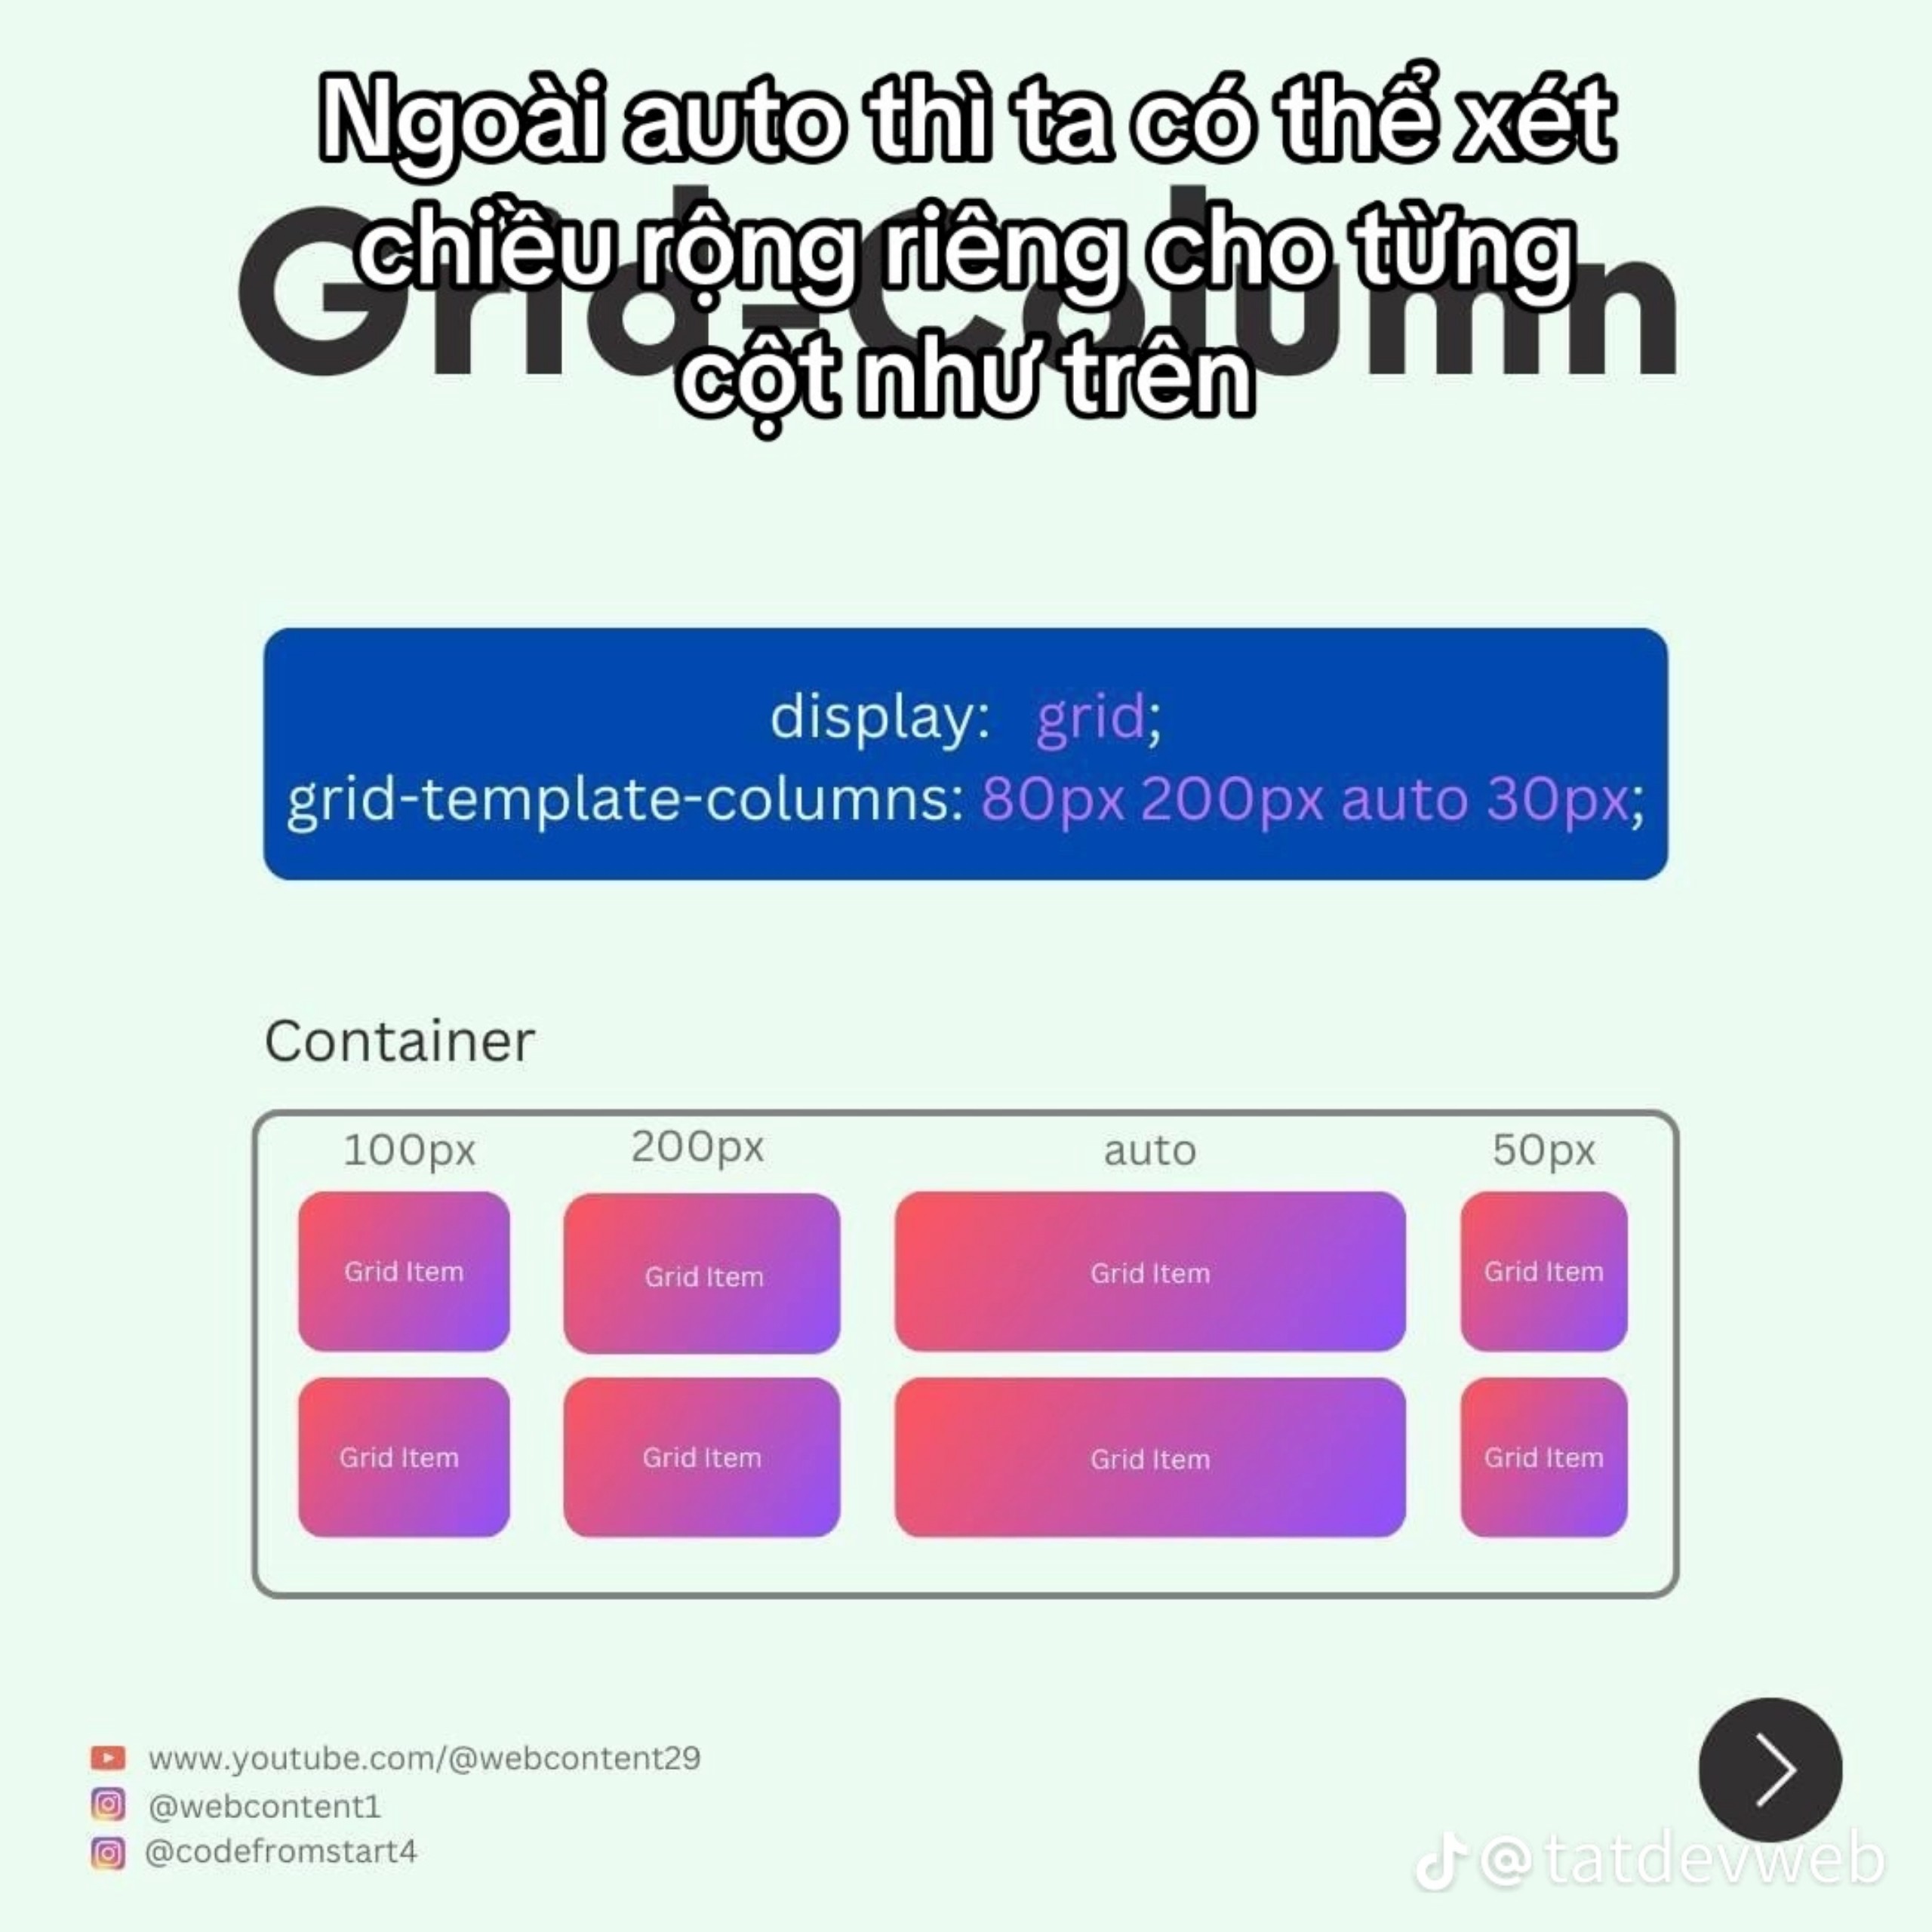 Ngoài auto thì ta có thể xét
chiều rộng riêng cho từng
cột như trên
Grid-Column
display: grid;
grid-template-columns: 80px 200px auto 30px;
Container
100px 200px auto 50px
Grid Item Grid Item Grid Item Grid Item
Grid Item Grid Item Grid Item Grid Item
www.youtube.com/@webcontent29
@webcontent1
@codefromstart4
@tatdevweb